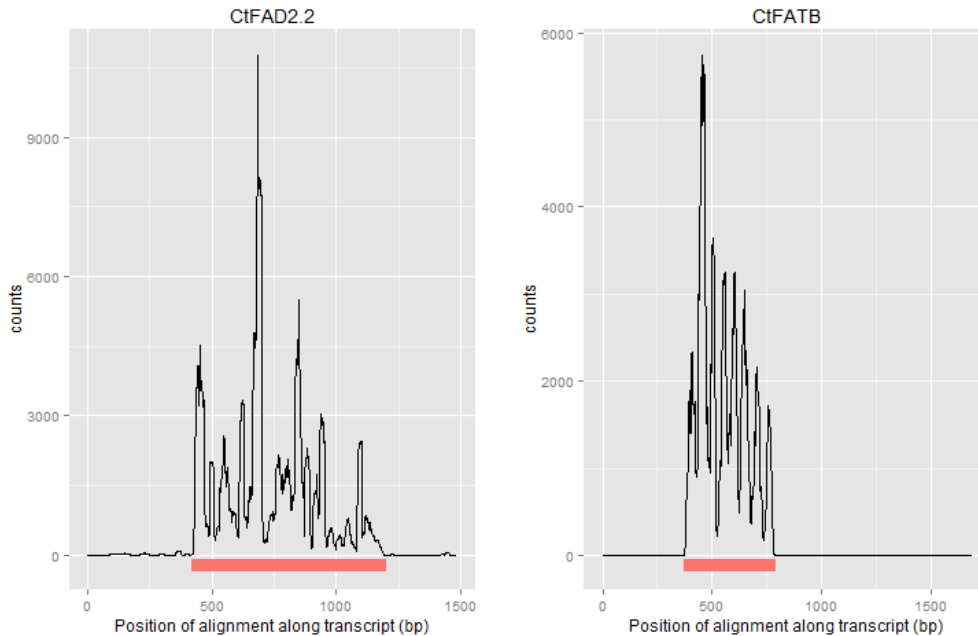 CtFAD2.2
9000
6000
3000
0
counts
0
500
1000
1500
Position of alignment along transcript (bp)
CtFATB
6000
4000
2000
0
counts
0
500
1000
1500
Position of alignment along transcript (bp)